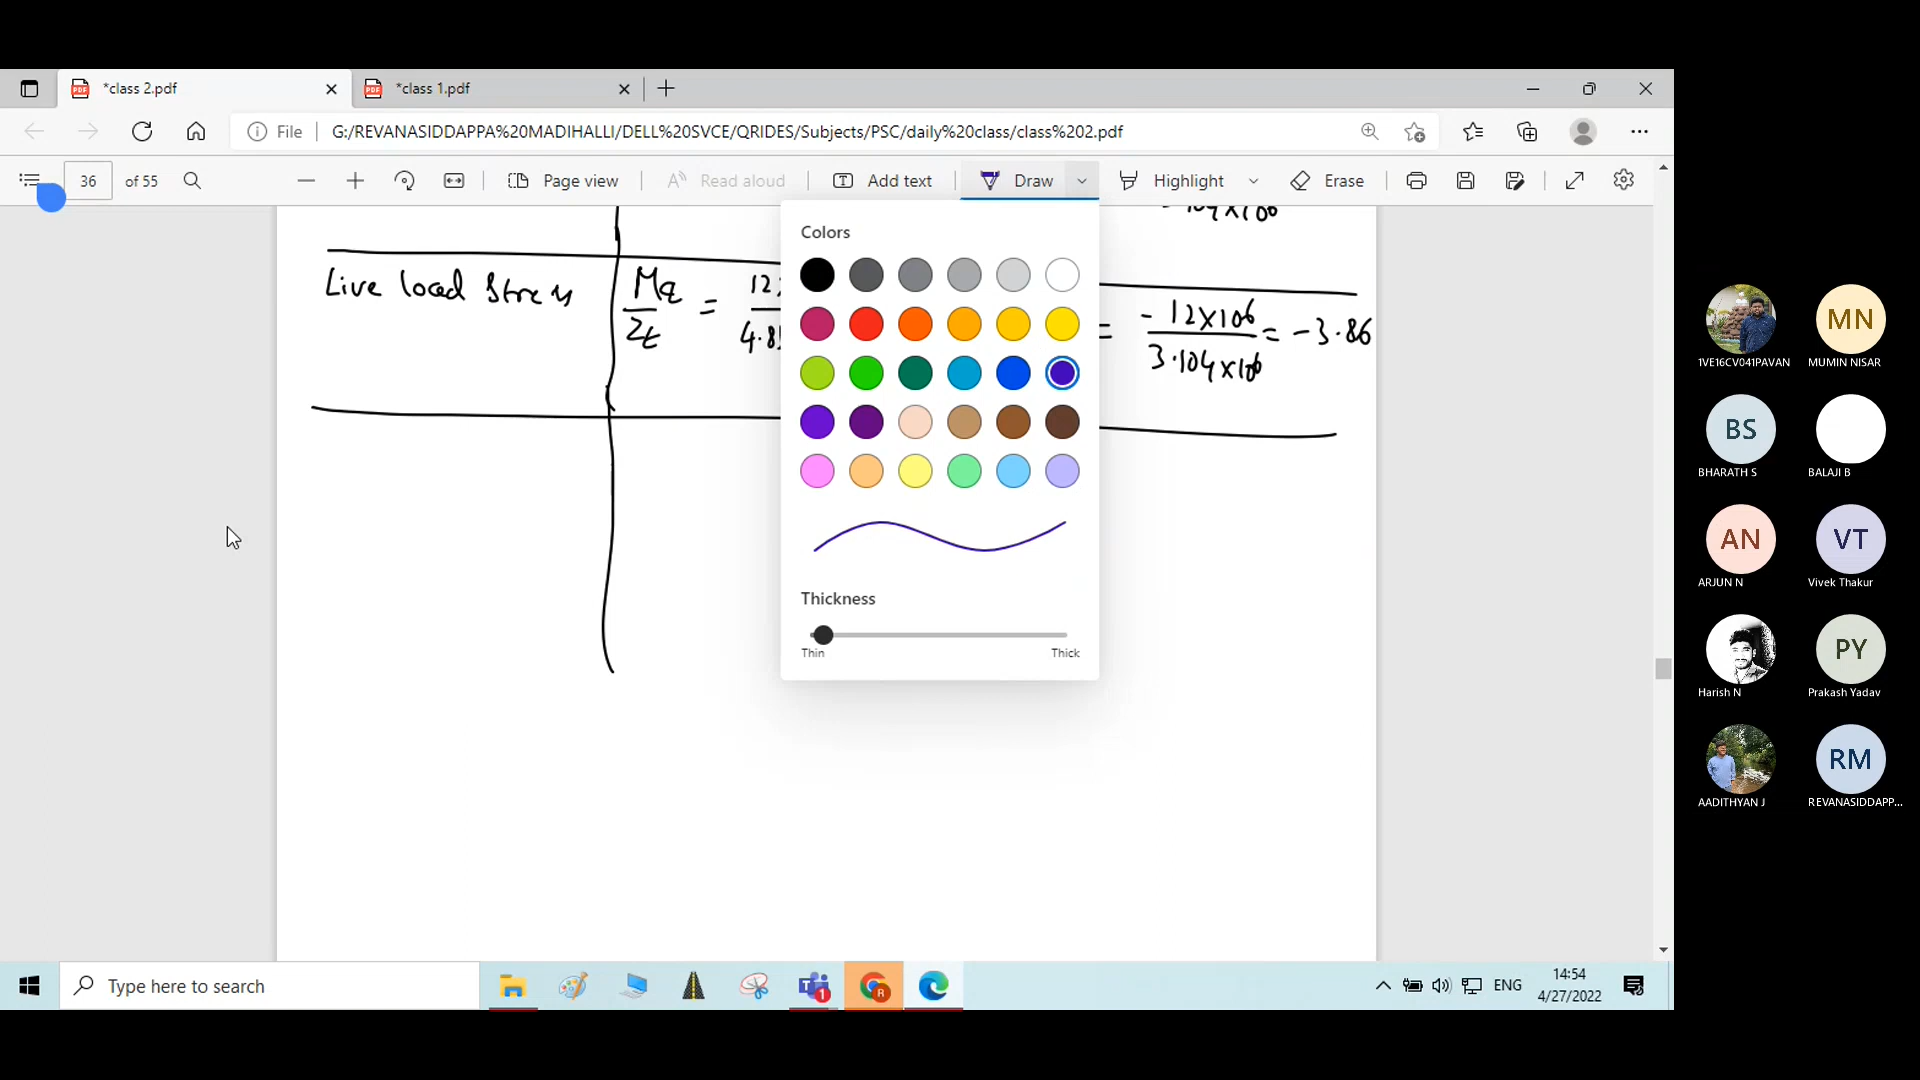 *class 2.pdf
*class 1.pdf
File
G:/REVANASIDDAPPA%20MADIHALLI/DELL%20SVCE/QRIDES/Subjects/PSC/daily%20class/class%202.pdf
36
of 55
Page view
Read aloud
Add text
Draw
Highlight
Erase
104x10⁶
Colors
Live load Stress
Mq / Zt =
12
4.8
= -12x10⁶ / 3.104x10⁶ = -3.86
Thickness
Thin
Thick
1VE16CV041PAVAN
MN
MUMIN NISAR
BS
BHARATH S
BALAJI B
AN
ARJUN N
VT
Vivek Thakur
Harish N
PY
Prakash Yadav
AADITHYAN J
RM
REVANASIDDAPP...
Type here to search
1
R
ENG
14:54
4/27/2022